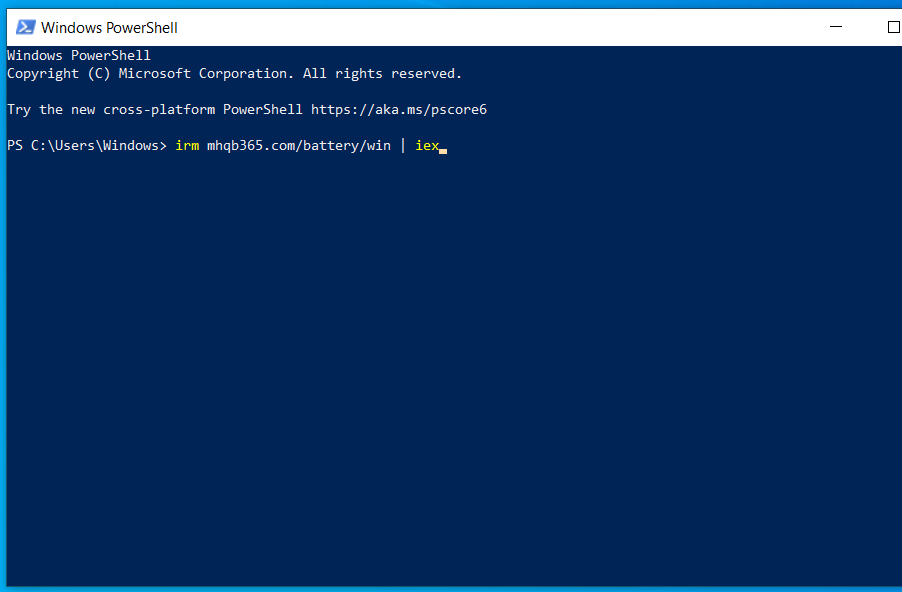 Windows PowerShell
Windows PowerShell
Copyright (C) Microsoft Corporation. All rights reserved.
Try the new cross-platform PowerShell https://aka.ms/pscore6
PS C:\Users\Windows> irm mhqb365.com/battery/win | iex